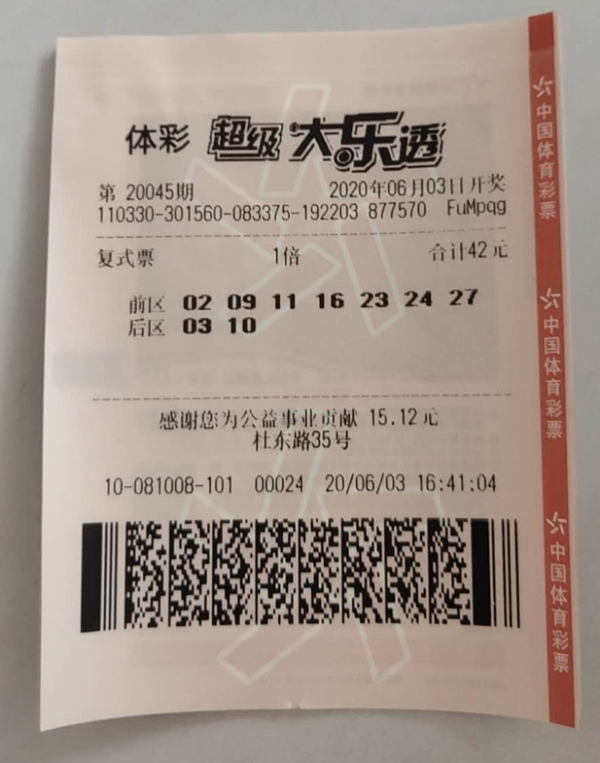 体彩 超级大乐透
第 20045期 2020年06月03日开奖
110330-301560-083375-192203 877570 FuMpqg
复式票 1倍 合计42元
前区 02 09 11 16 23 24 27
后区 03 10
感谢您为公益事业贡献 15.12元
杜东路35号
10-081008-101 00024 20/06/03 16:41:04
中国体育彩票
中国体育彩票
中国体育彩票